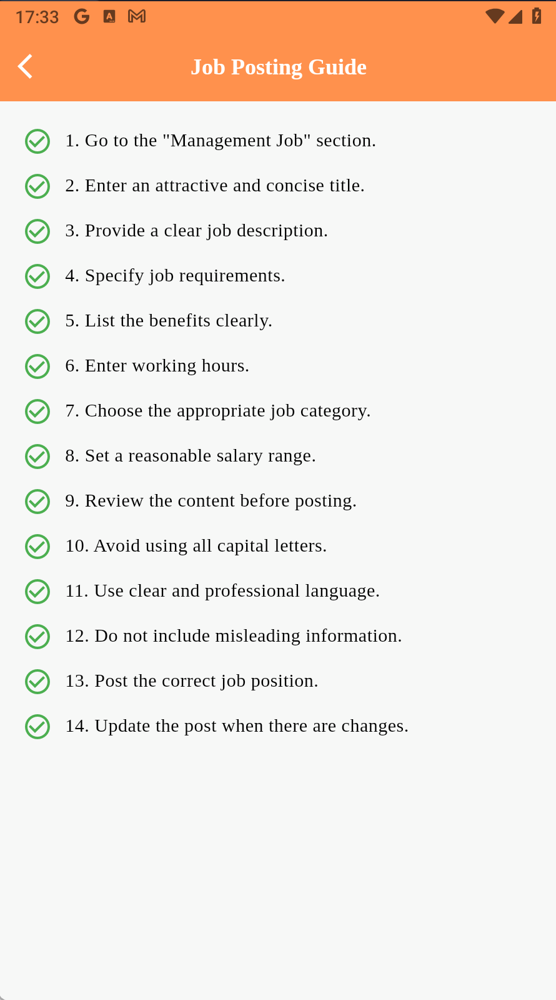 17:33
Job Posting Guide
1. Go to the "Management Job" section.
2. Enter an attractive and concise title.
3. Provide a clear job description.
4. Specify job requirements.
5. List the benefits clearly.
6. Enter working hours.
7. Choose the appropriate job category.
8. Set a reasonable salary range.
9. Review the content before posting.
10. Avoid using all capital letters.
11. Use clear and professional language.
12. Do not include misleading information.
13. Post the correct job position.
14. Update the post when there are changes.